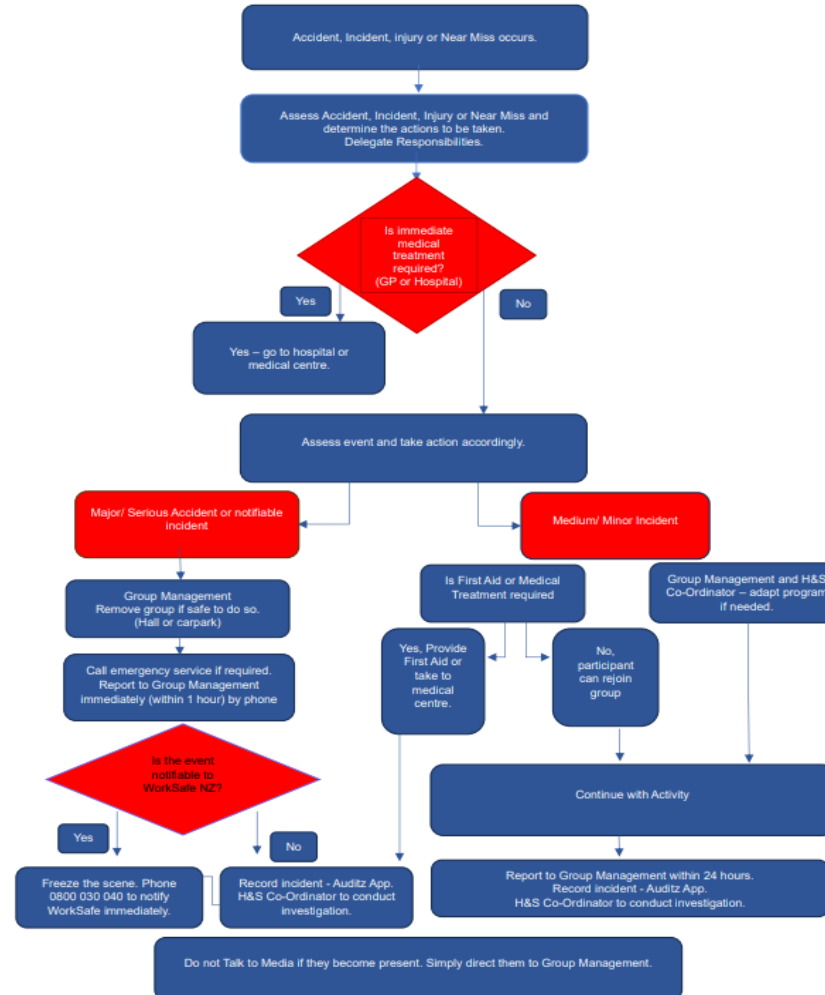 Accident, Incident, injury or Near Miss occurs.
Assess Accident, Incident, Injury or Near Miss and
determine the actions to be taken.
Delegate Responsibilities.
Is immediate
medical
treatment
required?
(GP or Hospital)
Yes
No
Yes – go to hospital or
medical centre.
Assess event and take action accordingly.
Major/ Serious Accident or notifiable
incident
Medium/ Minor Incident
Group Management
Remove group if safe to do so.
(Hall or carpark)
Is First Aid or Medical
Treatment required
Group Management and H&S
Co-Ordinator – adapt program
if needed.
Call emergency service if required.
Report to Group Management
immediately (within 1 hour) by phone
Yes, Provide
First Aid or
take to
medical
centre.
No,
participant
can rejoin
group
Is the event
notifiable to
WorkSafe NZ?
Continue with Activity
Yes
No
Freeze the scene. Phone
0800 030 040 to notify
WorkSafe immediately.
Record incident - Auditz App.
H&S Co-Ordinator to conduct
investigation.
Report to Group Management within 24 hours.
Record incident - Auditz App.
H&S Co-Ordinator to conduct investigation.
Do not Talk to Media if they become present. Simply direct them to Group Management.